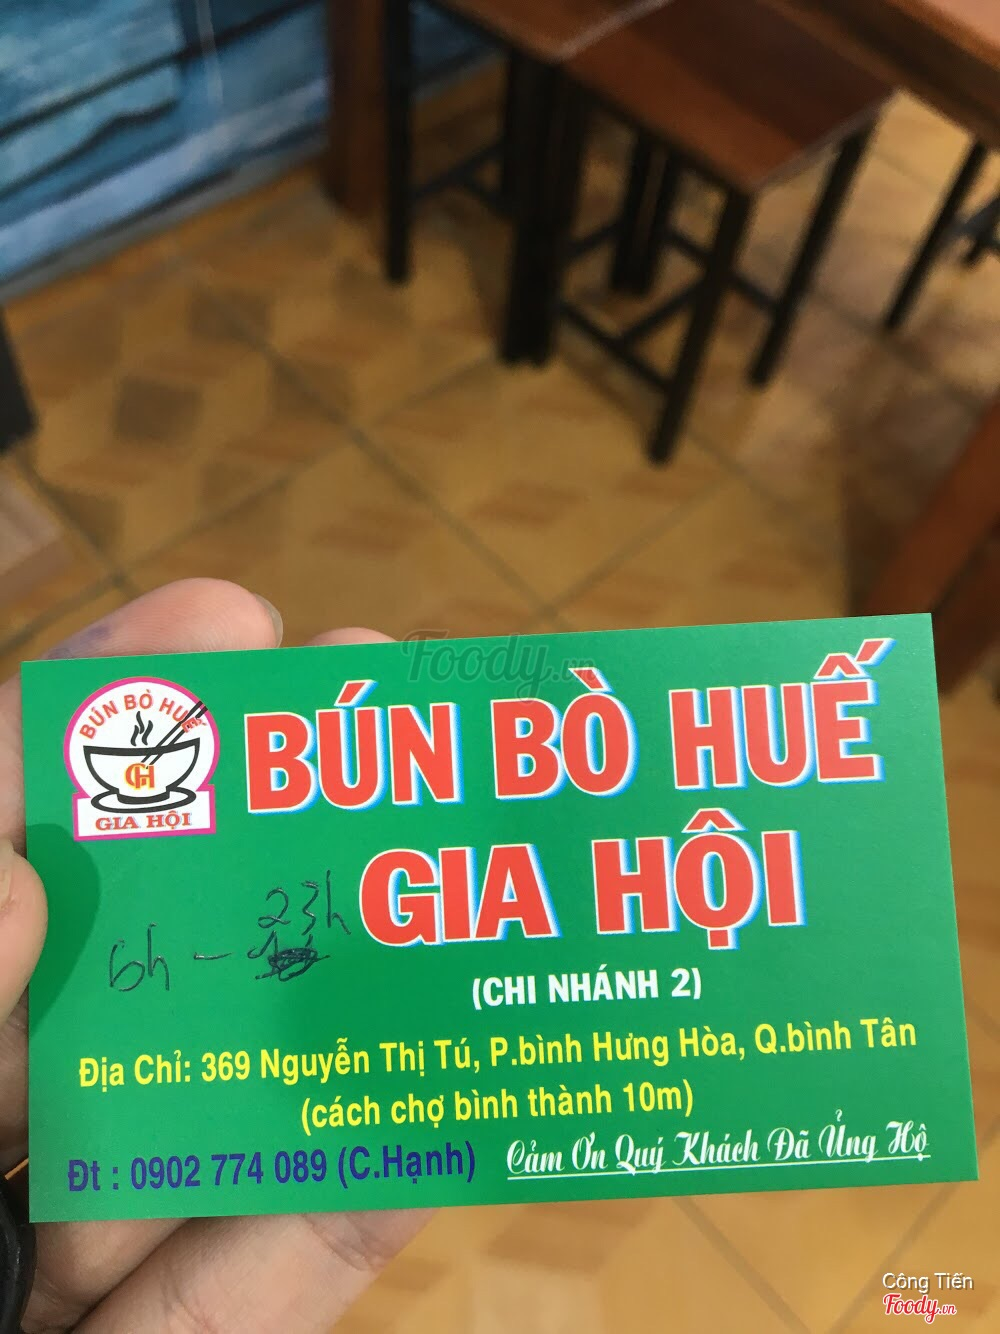 Foody.vn
BÚN BÒ HUẾ
GH
GIA HỘI
BÚN BÒ HUẾ
GIA HỘI
6h - 23h
(CHI NHÁNH 2)
Địa Chỉ: 369 Nguyễn Thị Tú, P.bình Hưng Hòa, Q.bình Tân
(cách chợ bình thành 10m)
Đt : 0902 774 089 (C.Hạnh)
Cảm Ơn Quý Khách Đã Ủng Hộ
Công Tiến
Foody.vn